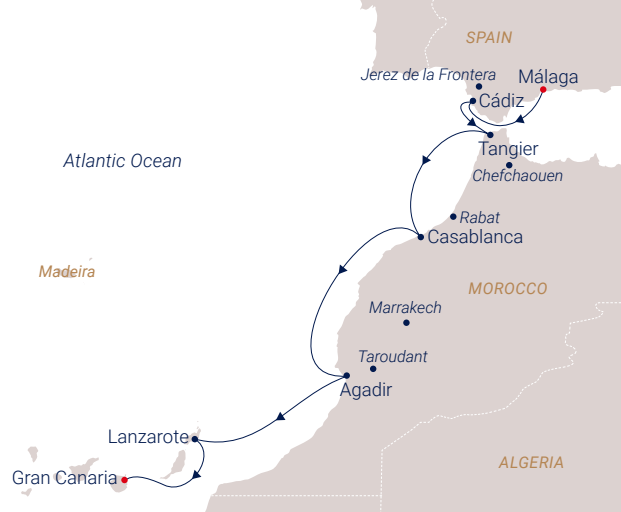 SPAIN
Jerez de la Frontera
Málaga
Cádiz
Tangier
Atlantic Ocean
Chefchaouen
Rabat
Casablanca
Madeira
MOROCCO
Marrakech
Taroudant
Agadir
Lanzarote
ALGERIA
Gran Canaria